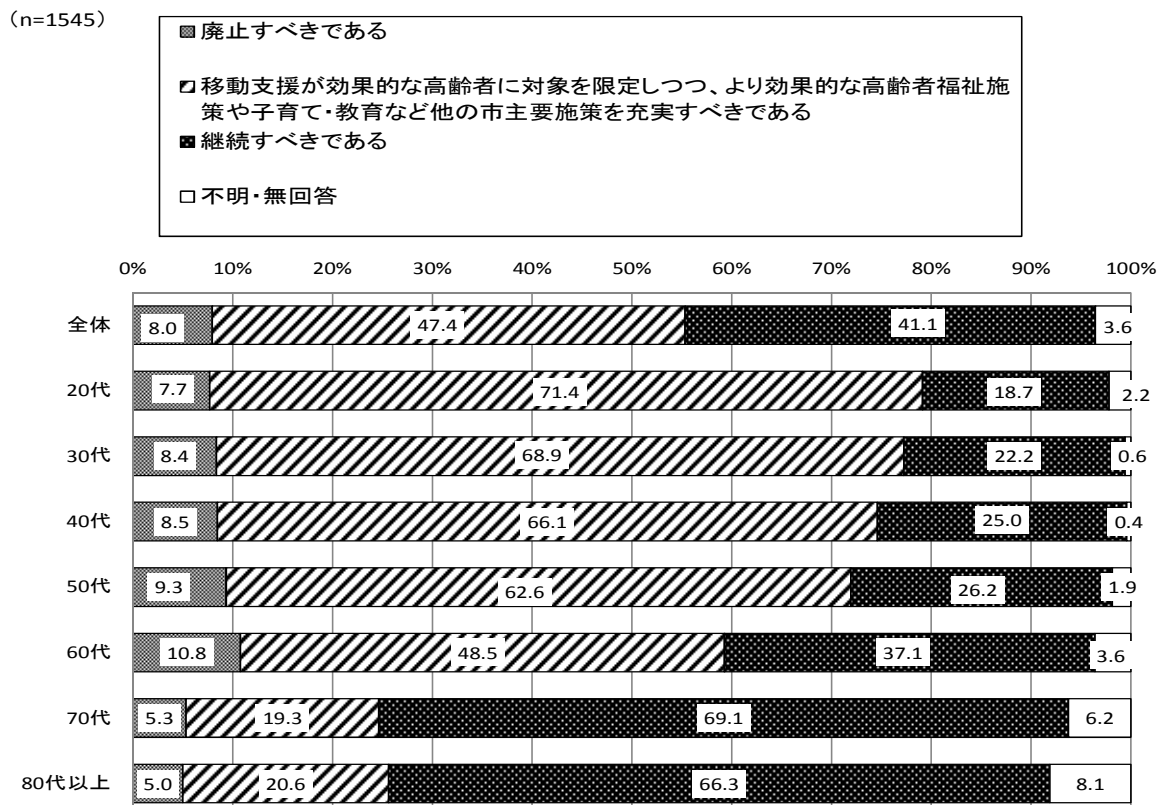 (n=1545)
廃止すべきである
移動支援が効果的な高齢者に対象を限定しつつ、より効果的な高齢者福祉施
策や子育て・教育など他の市主要施策を充実すべきである
継続すべきである
不明・無回答
0% 10% 20% 30% 40% 50% 60% 70% 80% 90% 100%
全体 8.0 47.4 41.1 3.6
20代 7.7 71.4 18.7 2.2
30代 8.4 68.9 22.2 0.6
40代 8.5 66.1 25.0 0.4
50代 9.3 62.6 26.2 1.9
60代 10.8 48.5 37.1 3.6
70代 5.3 19.3 69.1 6.2
80代以上 5.0 20.6 66.3 8.1